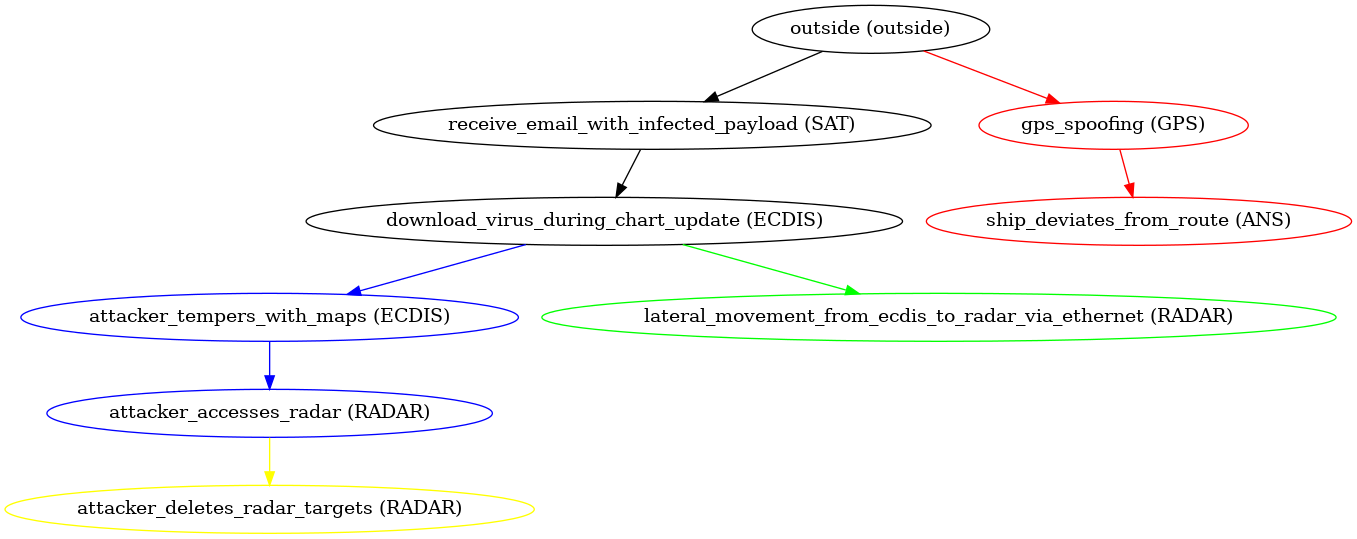 outside (outside)
receive_email_with_infected_payload (SAT)
gps_spoofing (GPS)
download_virus_during_chart_update (ECDIS)
ship_deviates_from_route (ANS)
attacker_tempers_with_maps (ECDIS)
lateral_movement_from_ecdis_to_radar_via_ethernet (RADAR)
attacker_accesses_radar (RADAR)
attacker_deletes_radar_targets (RADAR)